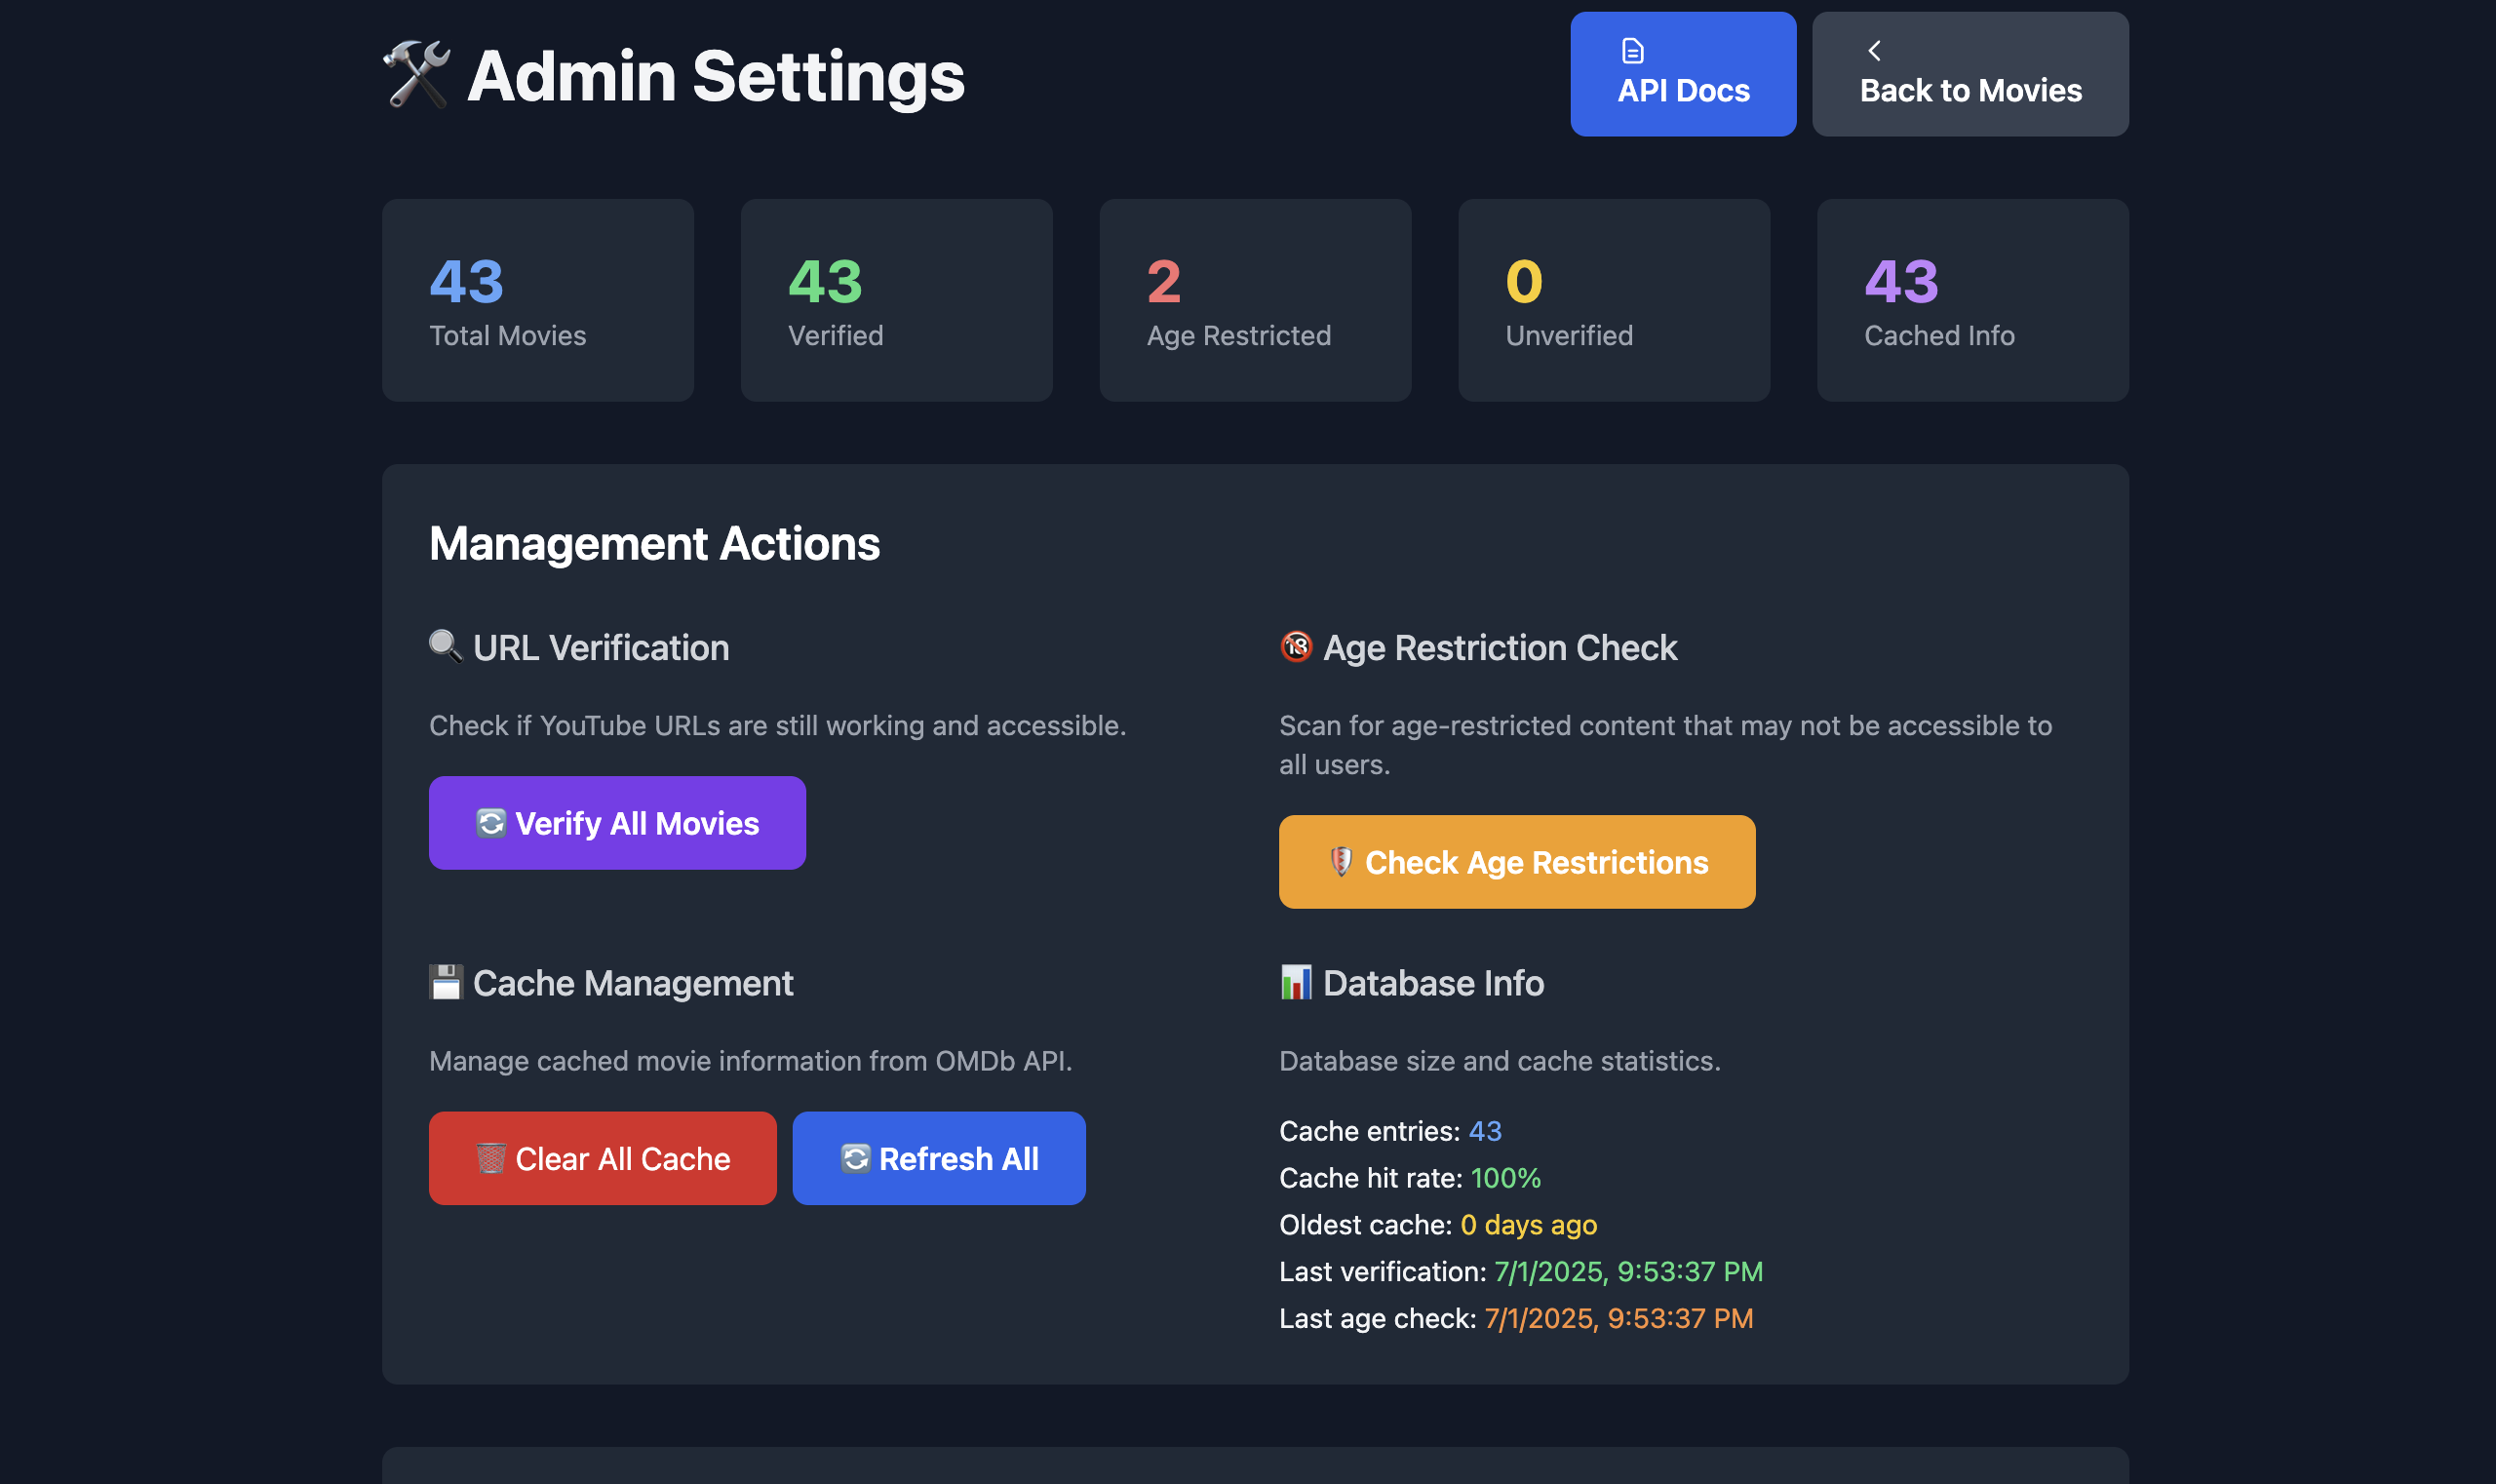 Admin Settings
API Docs
Back to Movies
43
Total Movies
43
Verified
2
Age Restricted
0
Unverified
43
Cached Info
Management Actions
URL Verification
Check if YouTube URLs are still working and accessible.
Verify All Movies
Age Restriction Check
Scan for age-restricted content that may not be accessible to
all users.
Check Age Restrictions
Cache Management
Manage cached movie information from OMDb API.
Clear All Cache
Refresh All
Database Info
Database size and cache statistics.
Cache entries: 43
Cache hit rate: 100%
Oldest cache: 0 days ago
Last verification: 7/1/2025, 9:53:37 PM
Last age check: 7/1/2025, 9:53:37 PM